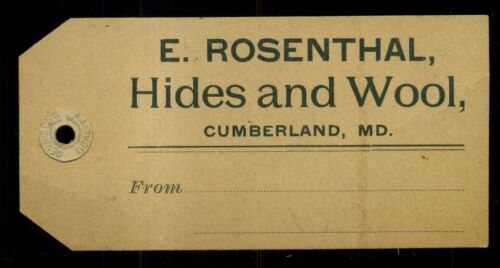 E. ROSENTHAL,
Hides and Wool,
CUMBERLAND, MD.
From